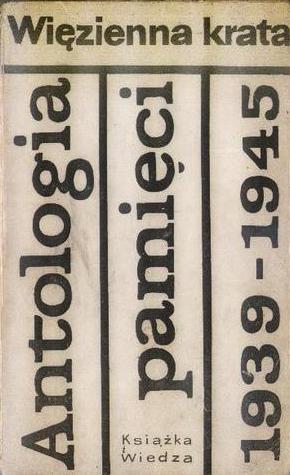 Więzienna krata
Antologia
pamięci
1939-1945
Książka
i
Wiedza